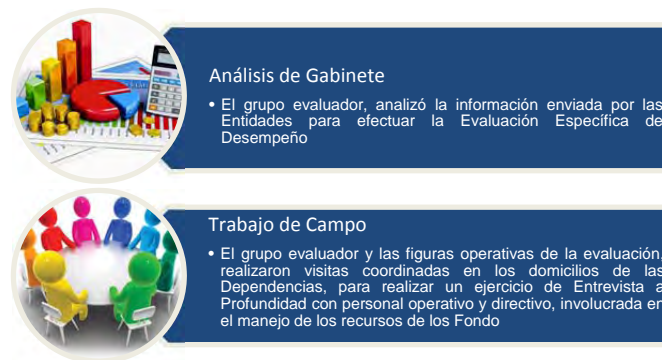 Análisis de Gabinete
• El grupo evaluador, analizó la información enviada por las
Entidades para efectuar la Evaluación Específica de
Desempeño
Trabajo de Campo
• El grupo evaluador y las figuras operativas de la evaluación,
realizaron visitas coordinadas en los domicilios de las
Dependencias, para realizar un ejercicio de Entrevista a
Profundidad con personal operativo y directivo, involucrada en
el manejo de los recursos de los Fondo